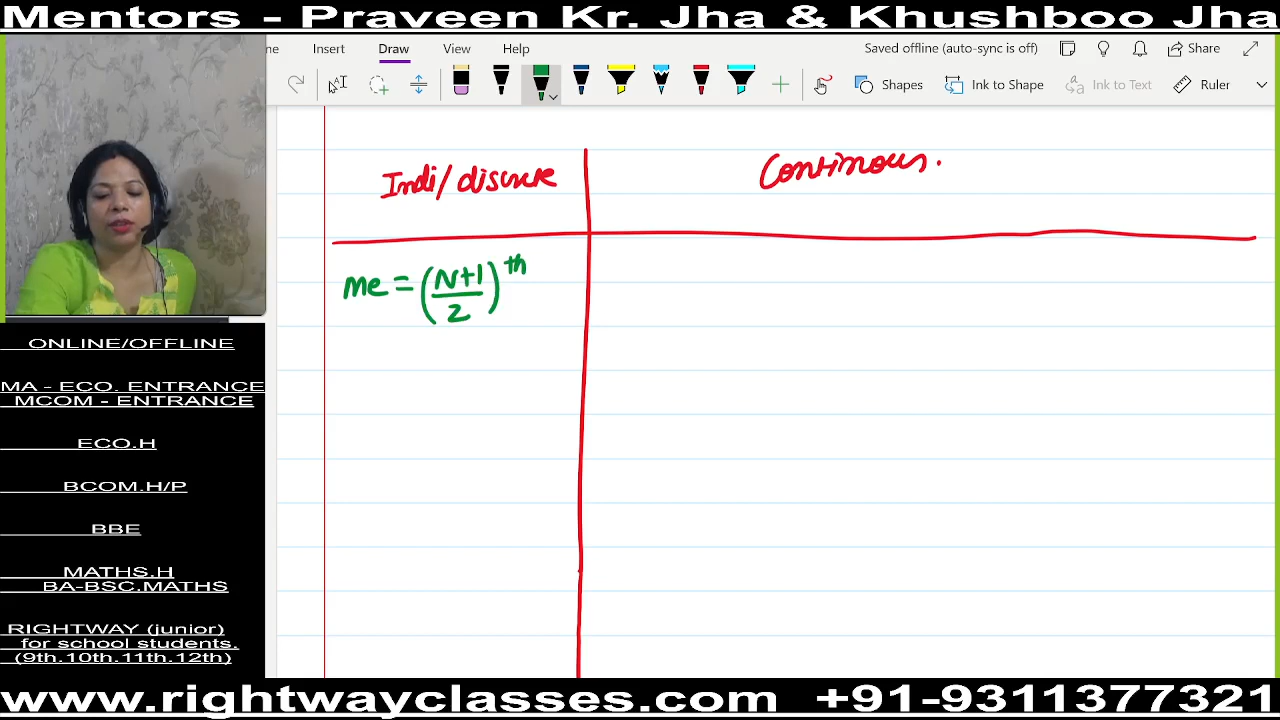 Mentors - Praveen Kr. Jha & Khushboo Jha
Insert Draw View Help
Saved offline (auto-sync is off)
Share
Shapes Ink to Shape Ink to Text Ruler
Indi/discrete
Continous.
me = (N+1/2)th
ONLINE/OFFLINE
MA - ECO. ENTRANCE
MCOM - ENTRANCE
ECO.H
BCOM.H/P
BBE
MATHS.H
BA-BSC.MATHS
RIGHTWAY (junior)
for school students.
(9th.10th.11th.12th)
www.rightwayclasses.com +91-9311377321